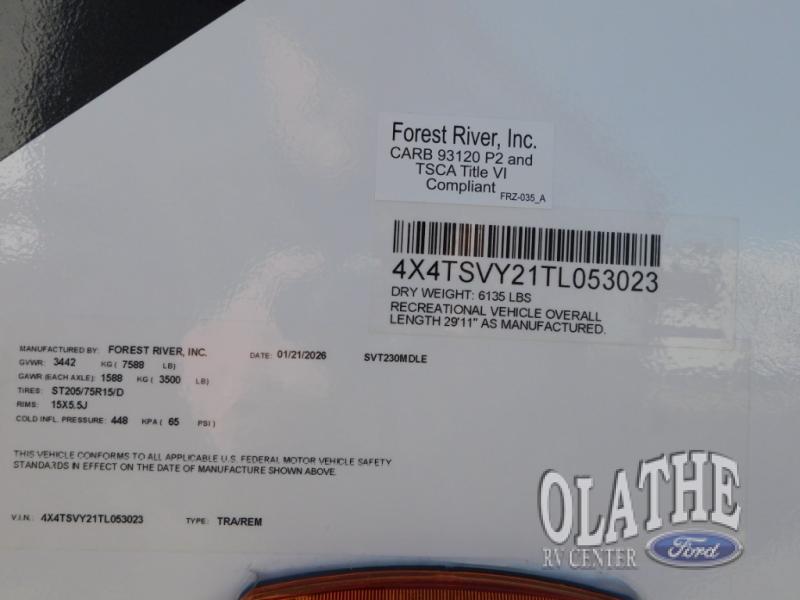 Forest River, Inc.
CARB 93120 P2 and
TSCA Title VI
Compliant
FRZ-035_A
4X4TSVY21TL053023
DRY WEIGHT: 6135 LBS
RECREATIONAL VEHICLE OVERALL
LENGTH 29'11" AS MANUFACTURED.
MANUFACTURED BY: FOREST RIVER, INC. DATE: 01/21/2026 SVT230MDLE
GVWR: 3442 KG ( 7588 LB)
GAWR (EACH AXLE): 1588 KG ( 3500 LB)
TIRES: ST205/75R15/D
RIMS: 15X5.5J
COLD INFL. PRESSURE: 448 KPA ( 65 PSI )
THIS VEHICLE CONFORMS TO ALL APPLICABLE U.S. FEDERAL MOTOR VEHICLE SAFETY
STANDARDS IN EFFECT ON THE DATE OF MANUFACTURE SHOWN ABOVE.
V.I.N.: 4X4TSVY21TL053023 TYPE: TRA/REM
OLATHE
RV CENTER Ford